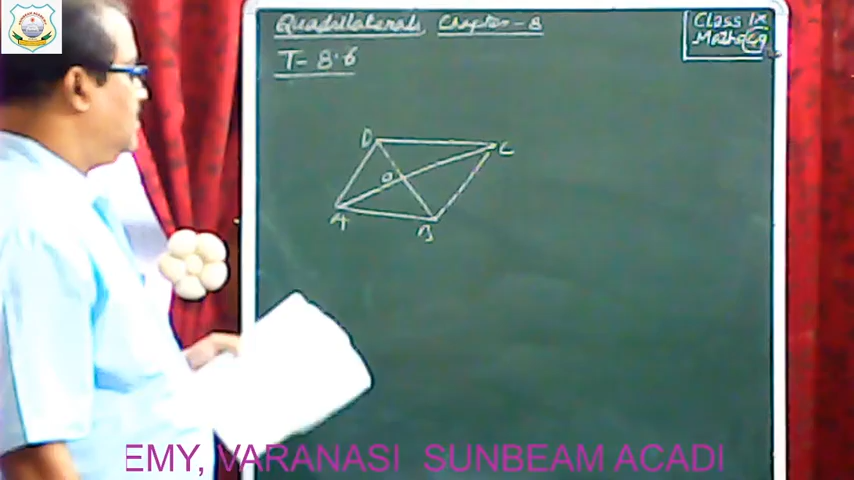 Quadrilaterals Chapter - 8
Class IX
Maths
T- 8.6
D
C
O
A
B
EMY, VARANASI SUNBEAM ACADI